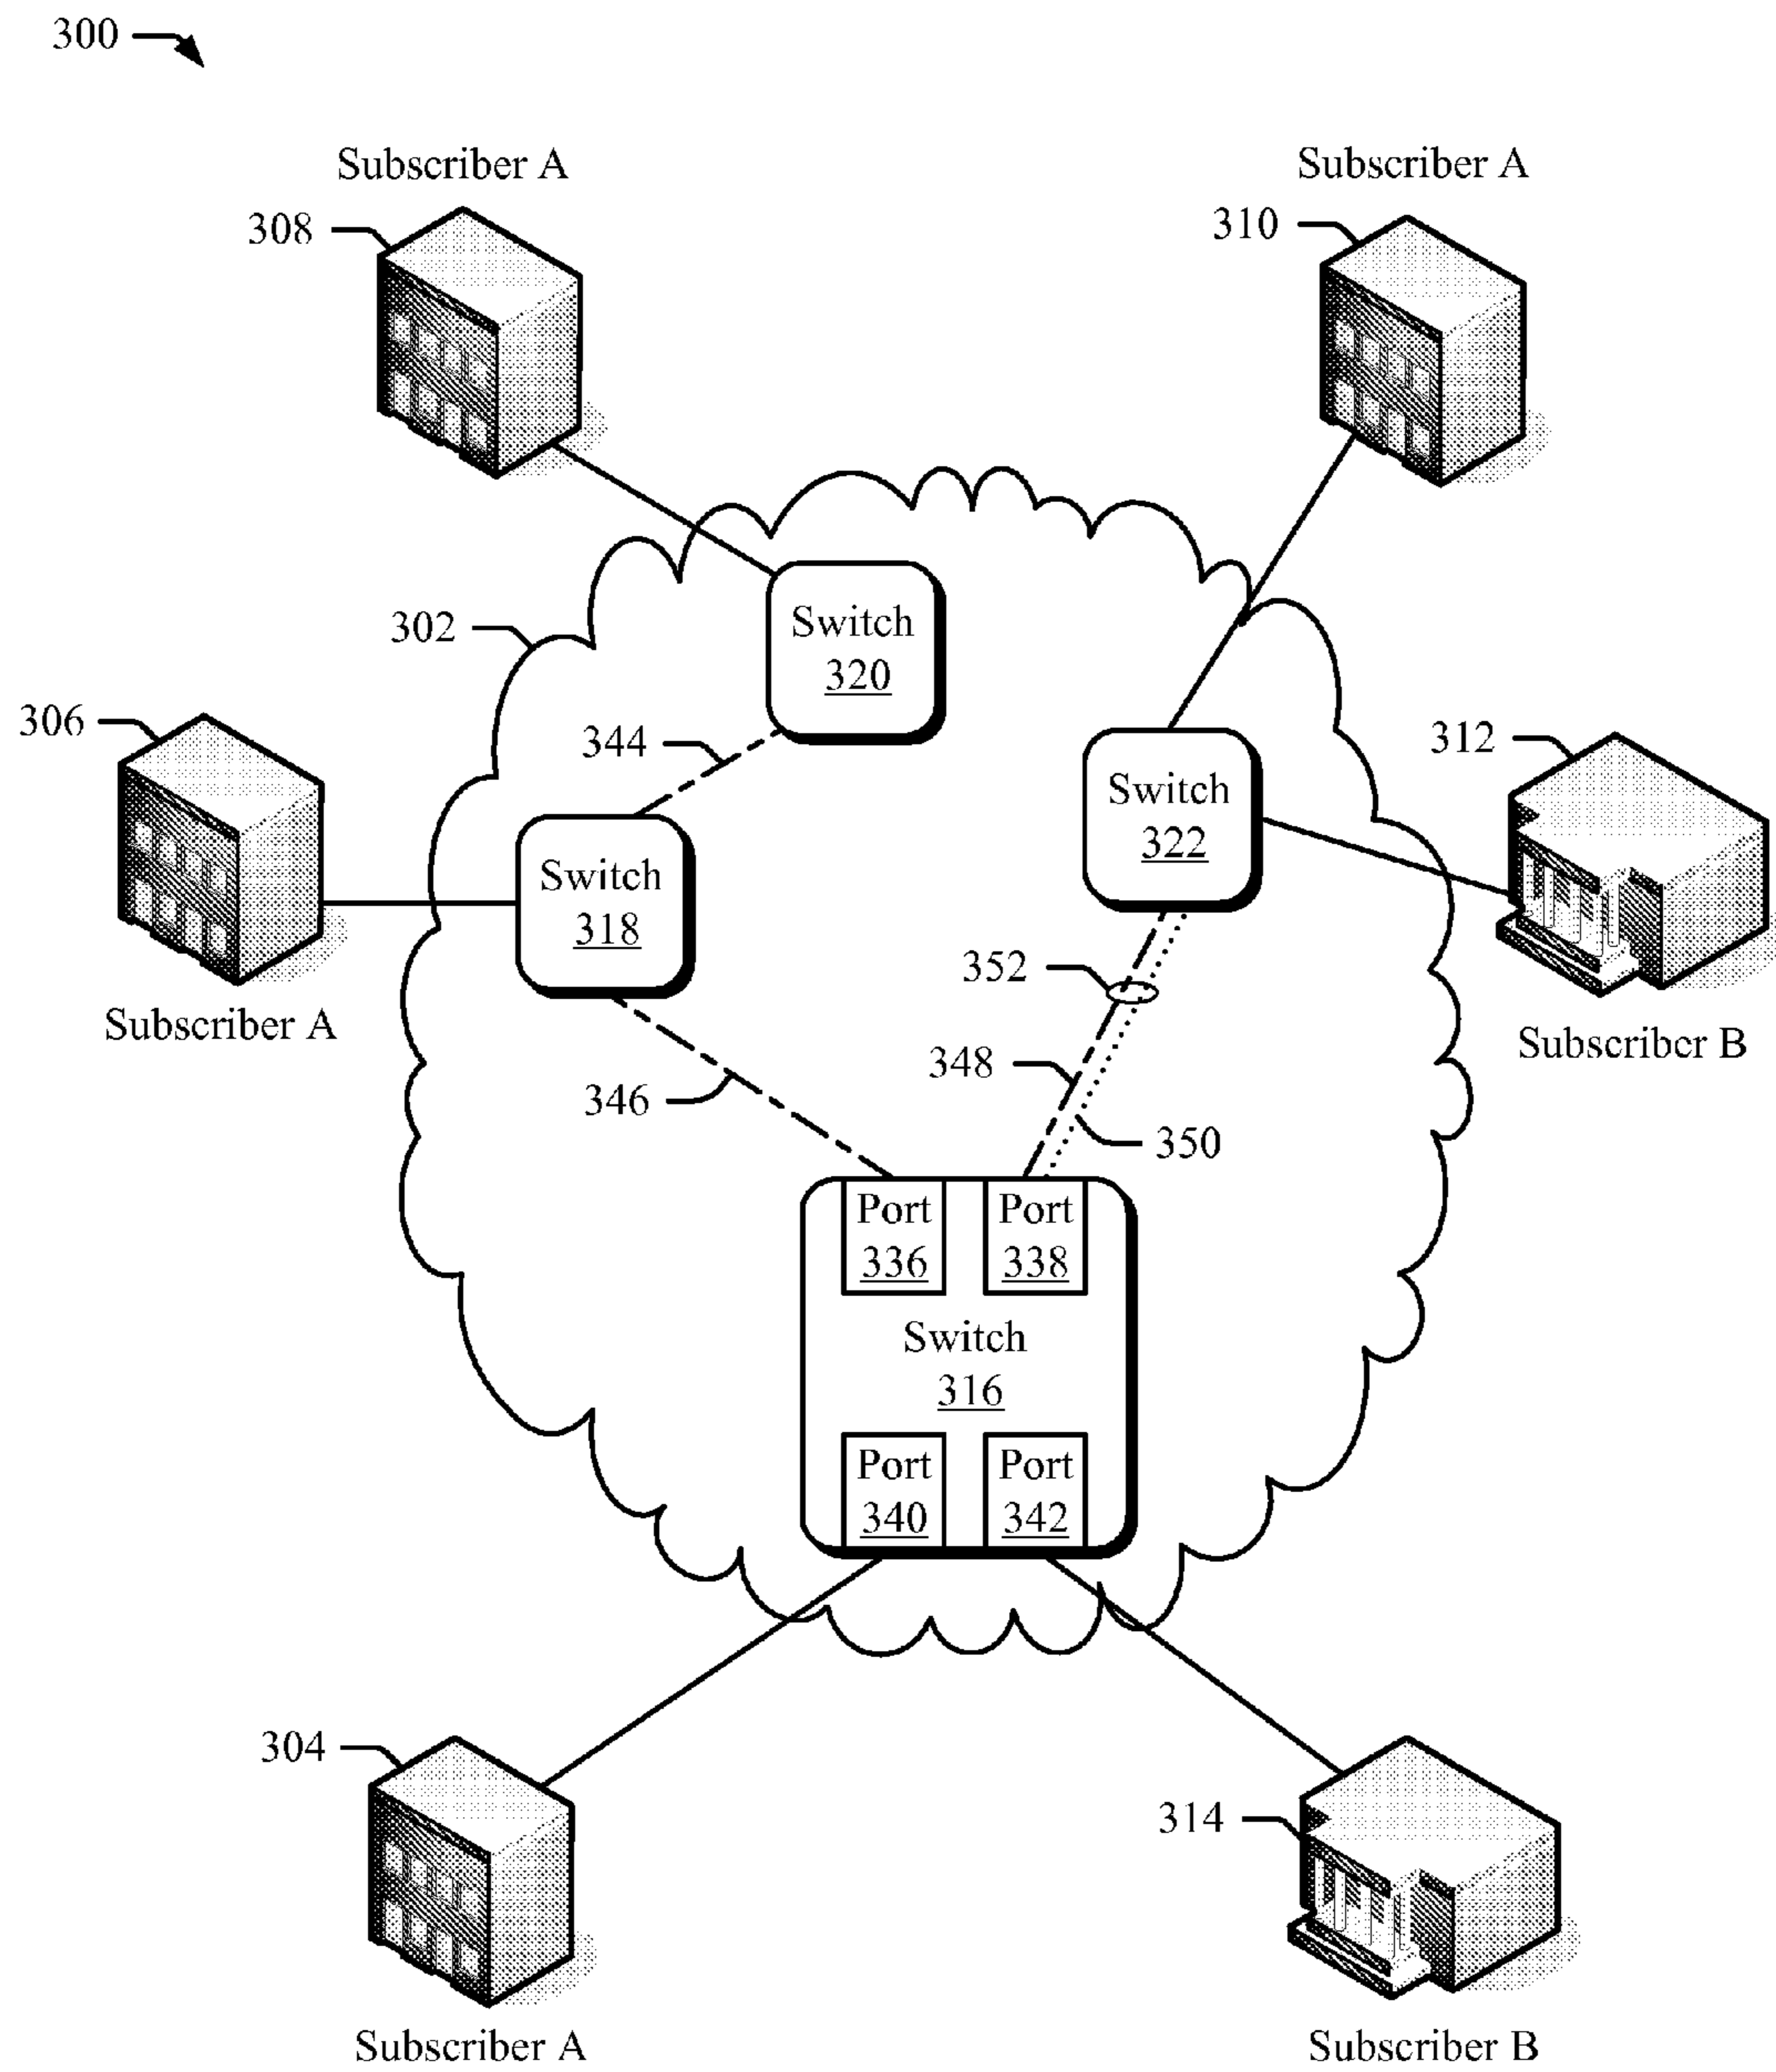 300
Subscriber A
Subscriber A
308
310
302
Switch
320
306
344
312
Switch
322
Switch
318
352
Subscriber A
Subscriber B
348
346
350
Port
336
Port
338
Switch
316
Port
340
Port
342
304
314
Subscriber A
Subscriber B